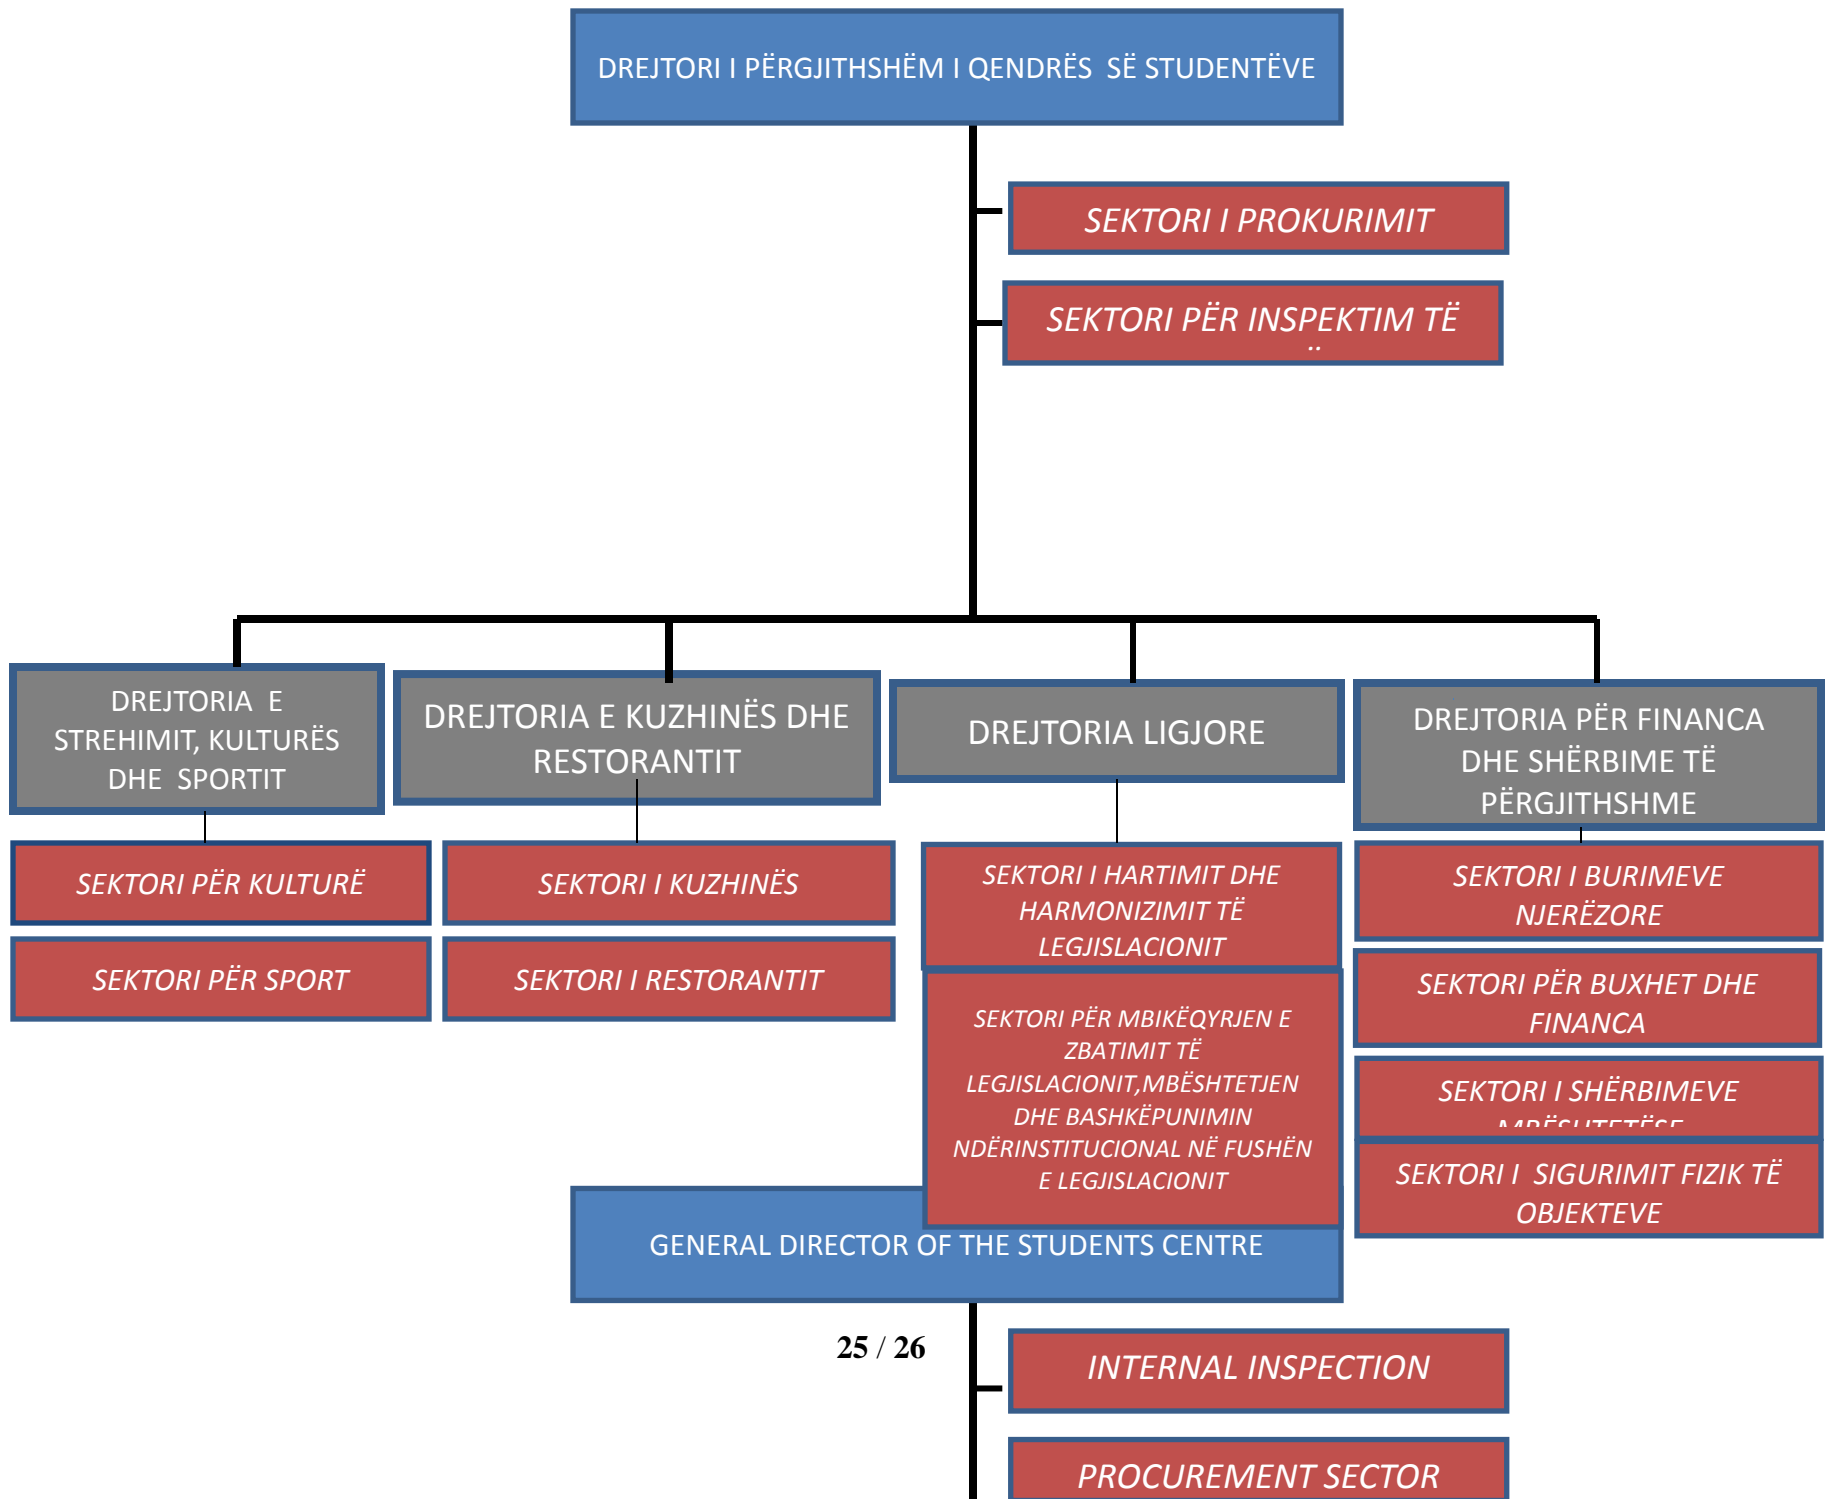 DREJTORI I PËRGJITHSHËM I QENDRËS SË STUDENTËVE
SEKTORI I PROKURIMIT
SEKTORI PËR INSPEKTIM TË
DREJTORIA E
STREHIMIT, KULTURËS
DHE SPORTIT
DREJTORIA E KUZHINËS DHE
RESTORANTIT
DREJTORIA LIGJORE
DREJTORIA PËR FINANCA
DHE SHËRBIME TË
PËRGJITHSHME
SEKTORI PËR KULTURË
SEKTORI PËR SPORT
SEKTORI I KUZHINËS
SEKTORI I RESTORANTIT
SEKTORI I HARTIMIT DHE
HARMONIZIMIT TË
LEGJISLACIONIT
SEKTORI PËR MBIKËQYRJEN E
ZBATIMIT TË
LEGJISLACIONIT,MBËSHTETJEN
DHE BASHKËPUNIMIN
NDËRINSTITUCIONAL NË FUSHËN
E LEGJISLACIONIT
SEKTORI I BURIMEVE
NJERËZORE
SEKTORI PËR BUXHET DHE
FINANCA
SEKTORI I SHËRBIMEVE
MBËSHTETËSE
SEKTORI I SIGURIMIT FIZIK TË
OBJEKTEVE
GENERAL DIRECTOR OF THE STUDENTS CENTRE
25 / 26
INTERNAL INSPECTION
PROCUREMENT SECTOR